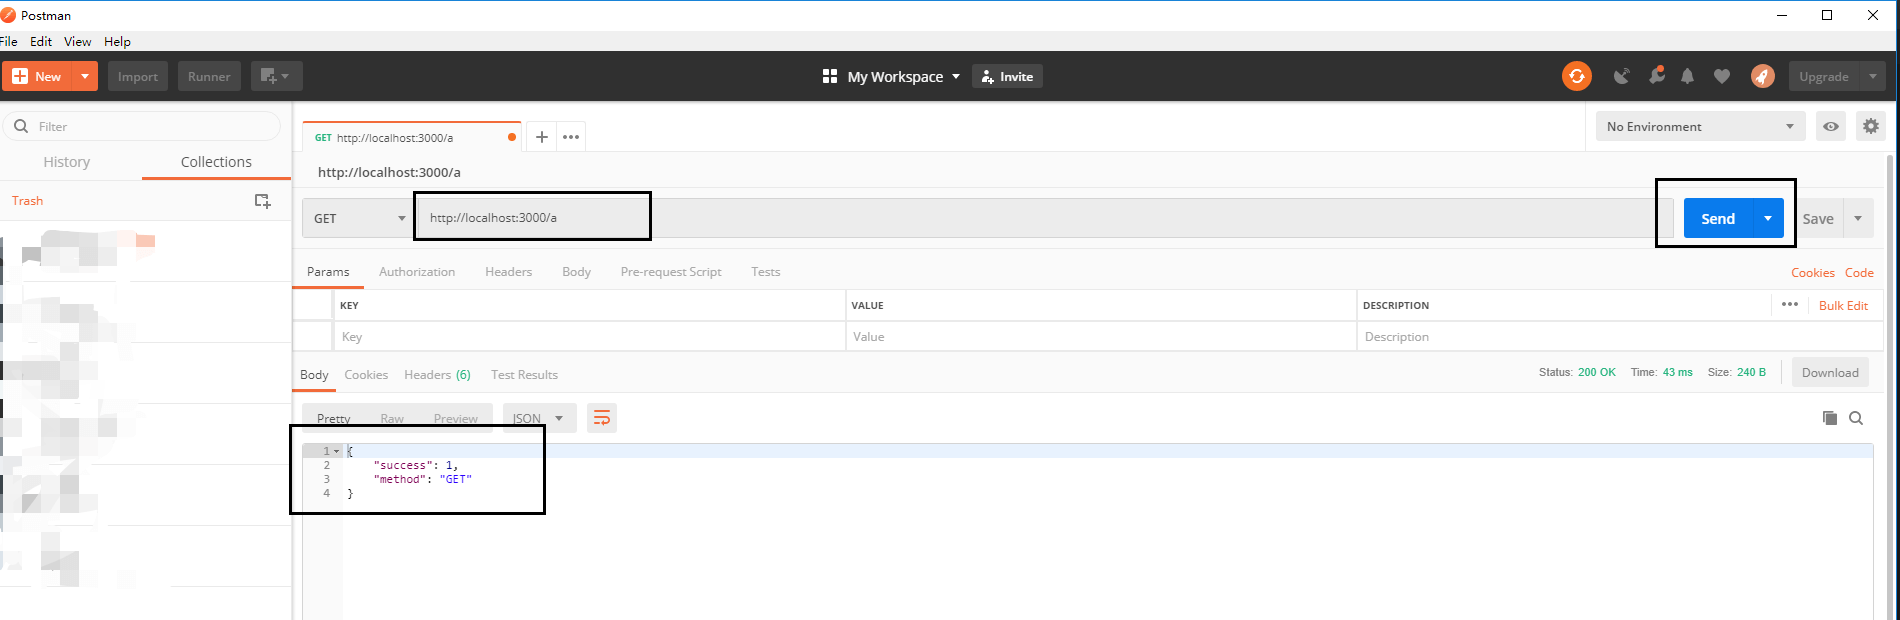 Postman
File Edit View Help
New Import Runner My Workspace Invite Upgrade
Filter
History Collections
Trash
GET http://localhost:3000/a
No Environment
http://localhost:3000/a
GET http://localhost:3000/a Send Save
Params Authorization Headers Body Pre-request Script Tests Cookies Code
KEY VALUE DESCRIPTION Bulk Edit
Key Value Description
Body Cookies Headers (6) Test Results Status: 200 OK Time: 43 ms Size: 240 B Download
Pretty Raw Preview JSON
1 {
2 "success": 1,
3 "method": "GET"
4 }